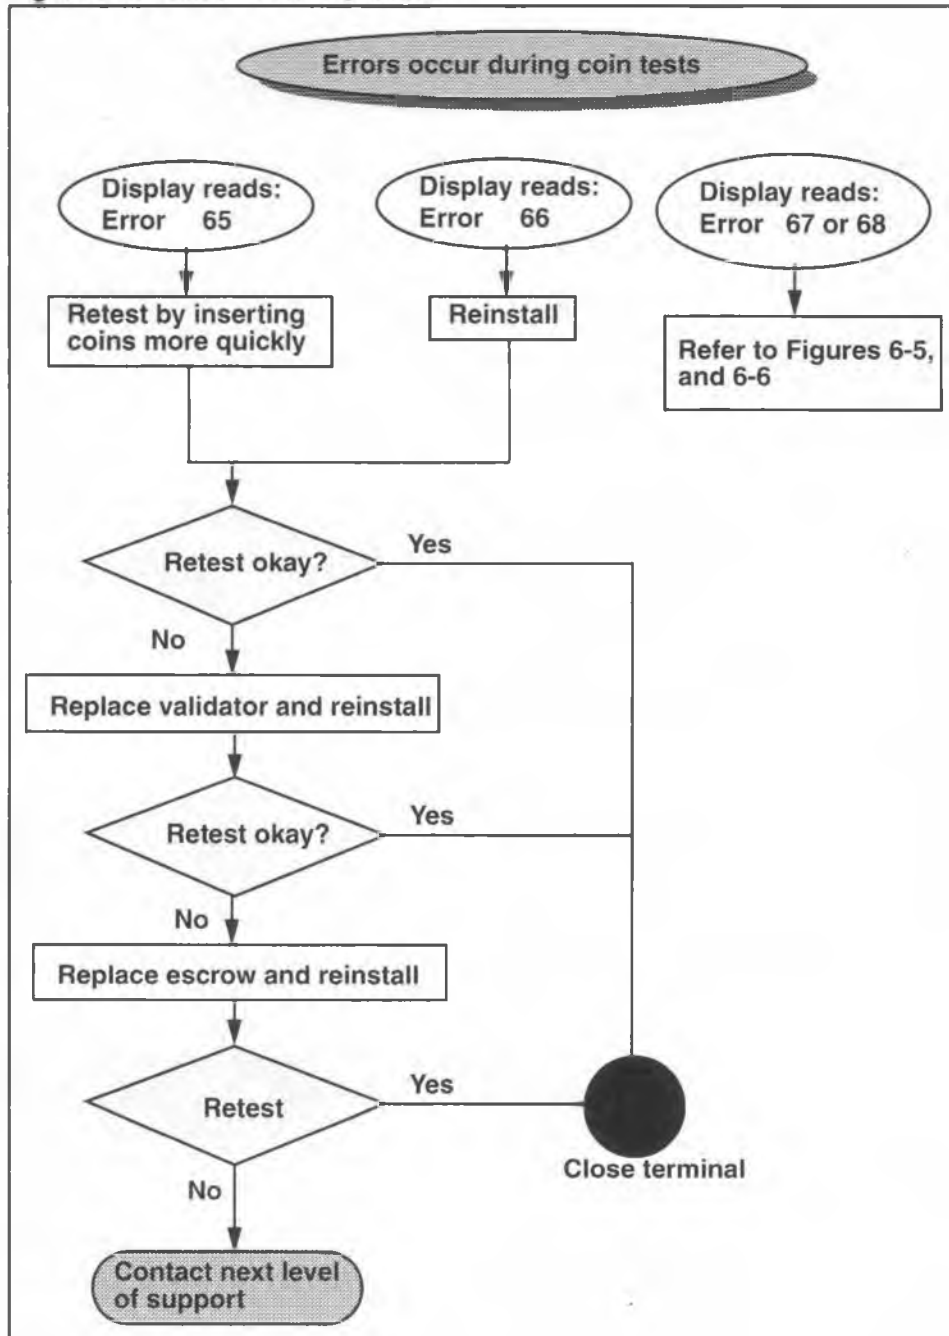 Errors occur during coin tests
Display reads:
Error 65
Display reads:
Error 66
Display reads:
Error 67 or 68
Retest by inserting
coins more quickly
Reinstall
Refer to Figures 6-5,
and 6-6
Retest okay?
Yes
No
Replace validator and reinstall
Retest okay?
Yes
No
Replace escrow and reinstall
Retest
Yes
No
Close terminal
Contact next level
of support